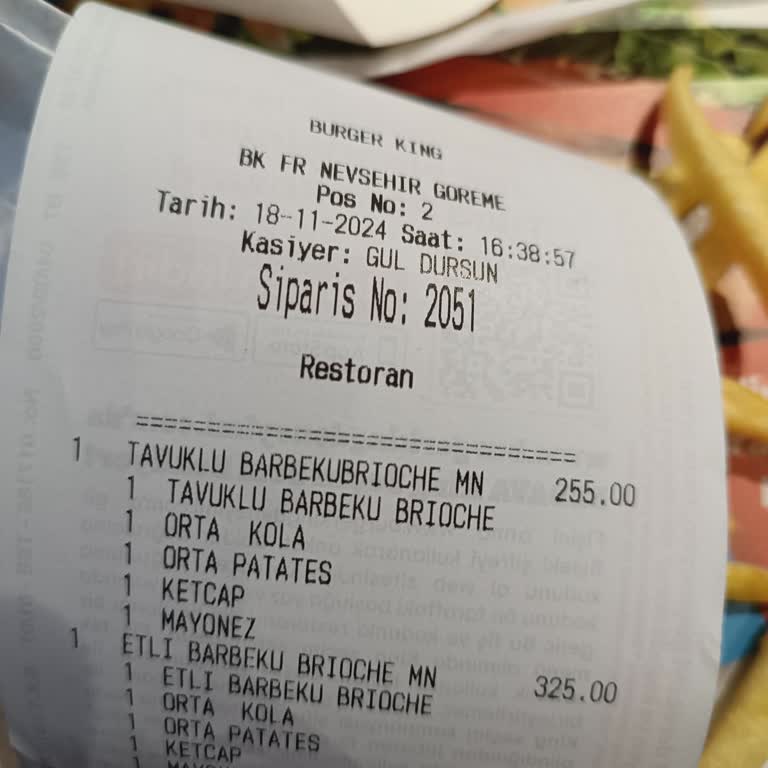 BURGER KING
BK FR NEVSEHIR GOREME
Pos No: 2
Tarih: 18-11-2024 Saat: 16:38:57
Kasiyer: GUL DURSUN
Siparis No: 2051
Restoran
================================
1 TAVUKLU BARBEKUBRIOCHE MN 255.00
1 TAVUKLU BARBEKU BRIOCHE
1 ORTA KOLA
1 ORTA PATATES
1 KETCAP
1 MAYONEZ
1 ETLI BARBEKU BRIOCHE MN 325.00
1 ETLI BARBEKU BRIOCHE
1 ORTA KOLA
1 ORTA PATATES
1 KETCAP